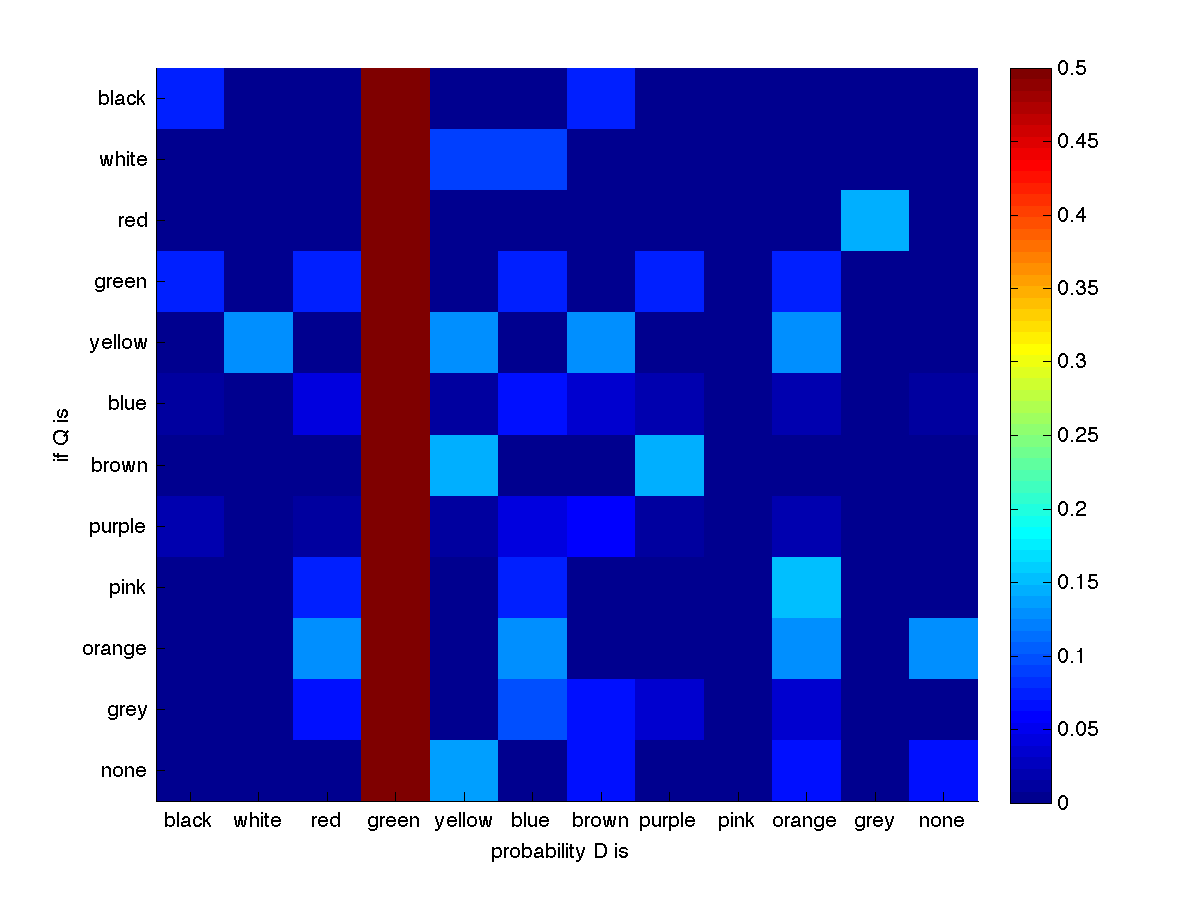 black
white
red
green
yellow
blue
brown
purple
pink
orange
grey
none
if Q is
black white red green yellow blue brown purple pink orange grey none
probability D is
0.5
0.45
0.4
0.35
0.3
0.25
0.2
0.15
0.1
0.05
0